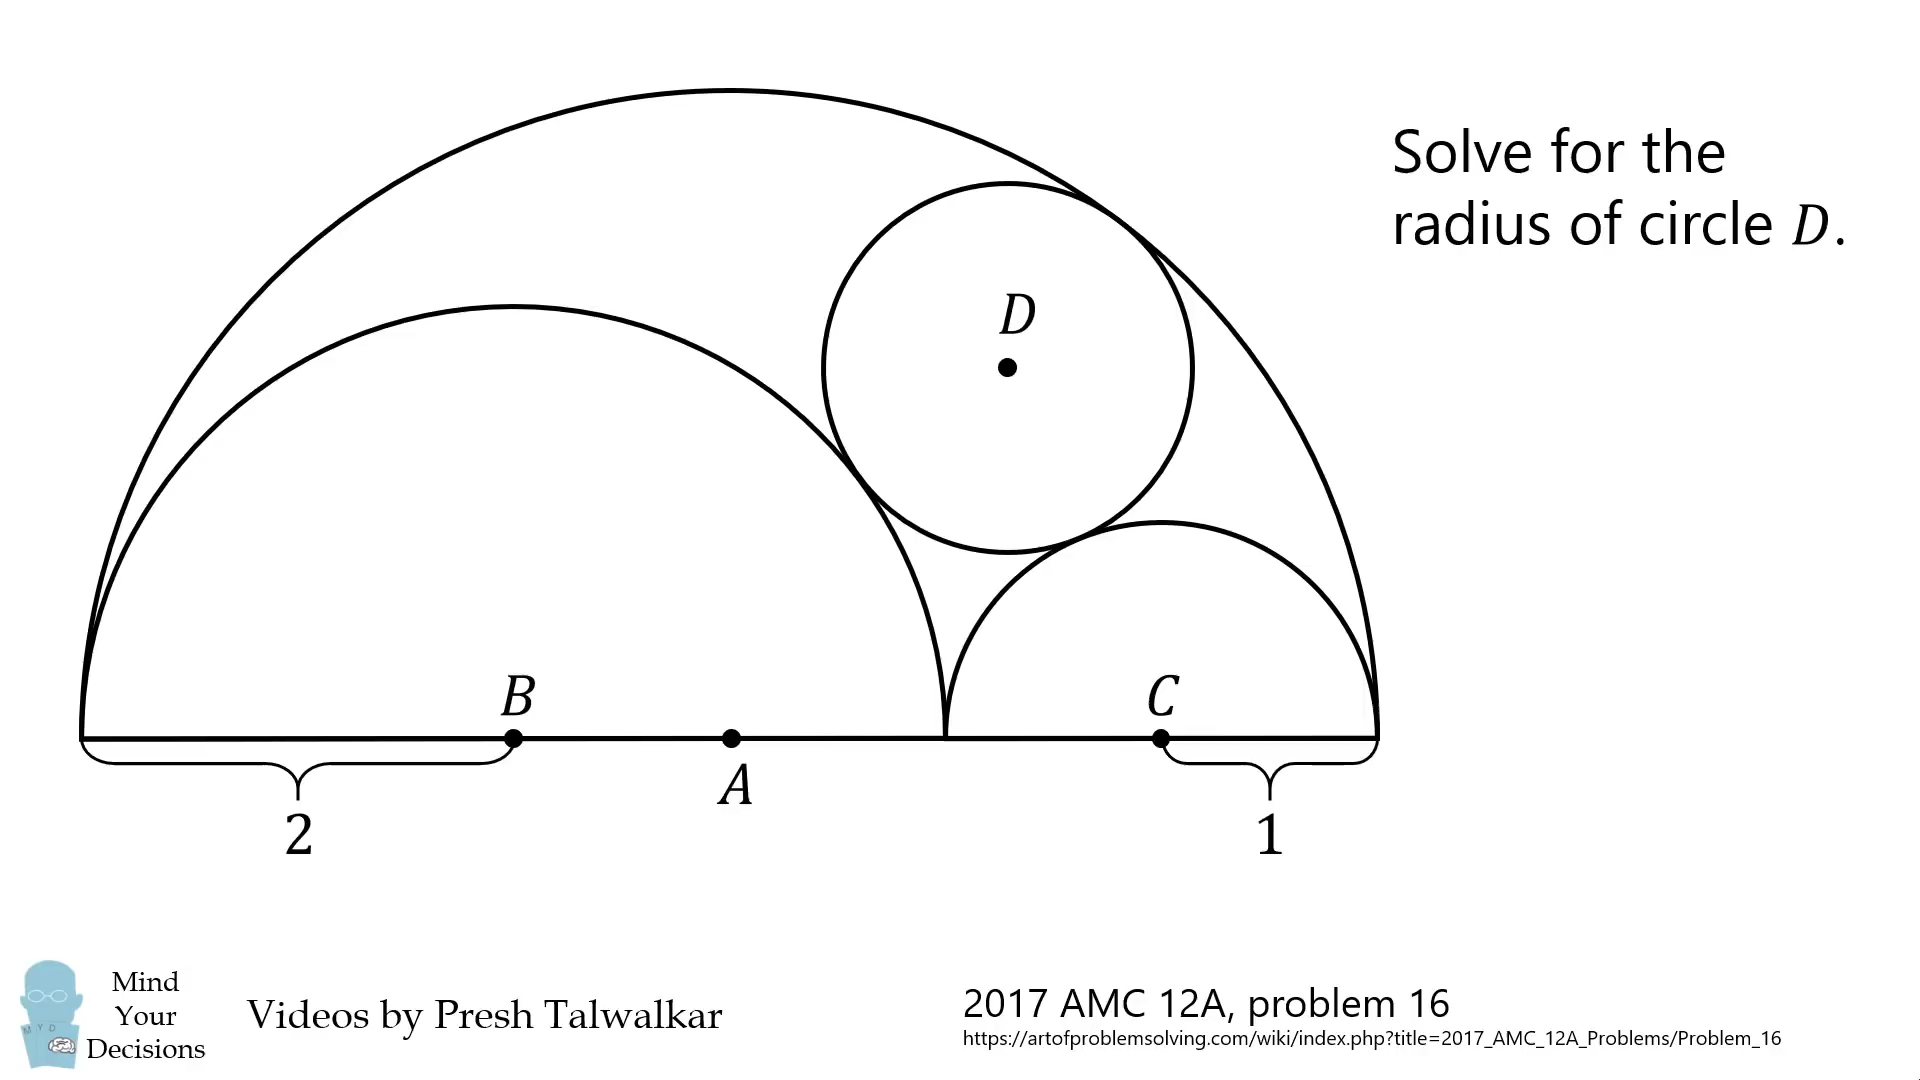 Solve for the
radius of circle D.
D
B
C
A
2
1
Mind
Your
Decisions
M Y D
Videos by Presh Talwalkar
2017 AMC 12A, problem 16
https://artofproblemsolving.com/wiki/index.php?title=2017_AMC_12A_Problems/Problem_16